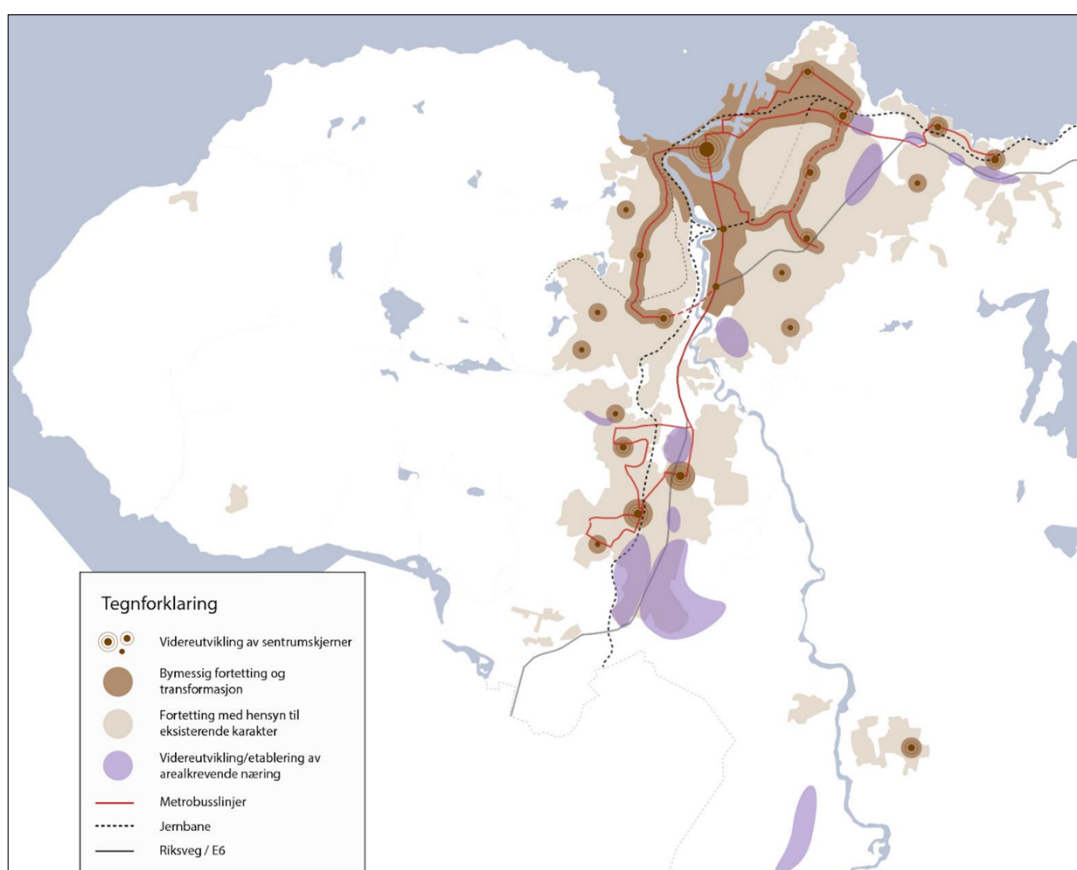 Tegnforklaring
Videreutvikling av sentrumskjerner
Bymessig fortetting og
transformasjon
Fortetting med hensyn til
eksisterende karakter
Videreutvikling/etablering av
arealkrevende næring
Metrobusslinjer
Jernbane
Riksveg / E6